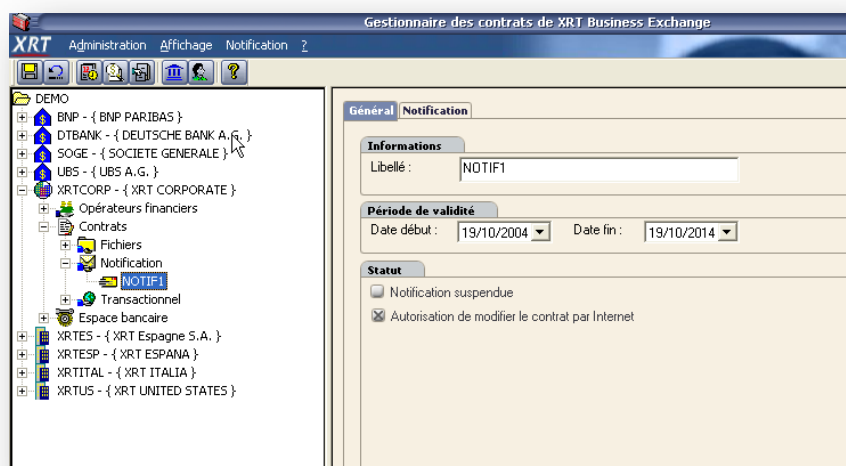 Gestionnaire des contrats de XRT Business Exchange
XRT Administration Affichage Notification ?
DEMO
BNP - { BNP PARIBAS }
DTBANK - { DEUTSCHE BANK A.G. }
SOGE - { SOCIETE GENERALE }
UBS - { UBS A.G. }
XRTCORP - { XRT CORPORATE }
Opérateurs financiers
Contrats
Fichiers
Notification
NOTIF1
Transactionnel
Espace bancaire
XRTES - { XRT Espagne S.A. }
XRTESP - { XRT ESPANA }
XRTITAL - { XRT ITALIA }
XRTUS - { XRT UNITED STATES }
Général Notification
Informations
Libellé : NOTIF1
Période de validité
Date début : 19/10/2004 Date fin : 19/10/2014
Statut
Notification suspendue
Autorisation de modifier le contrat par Internet